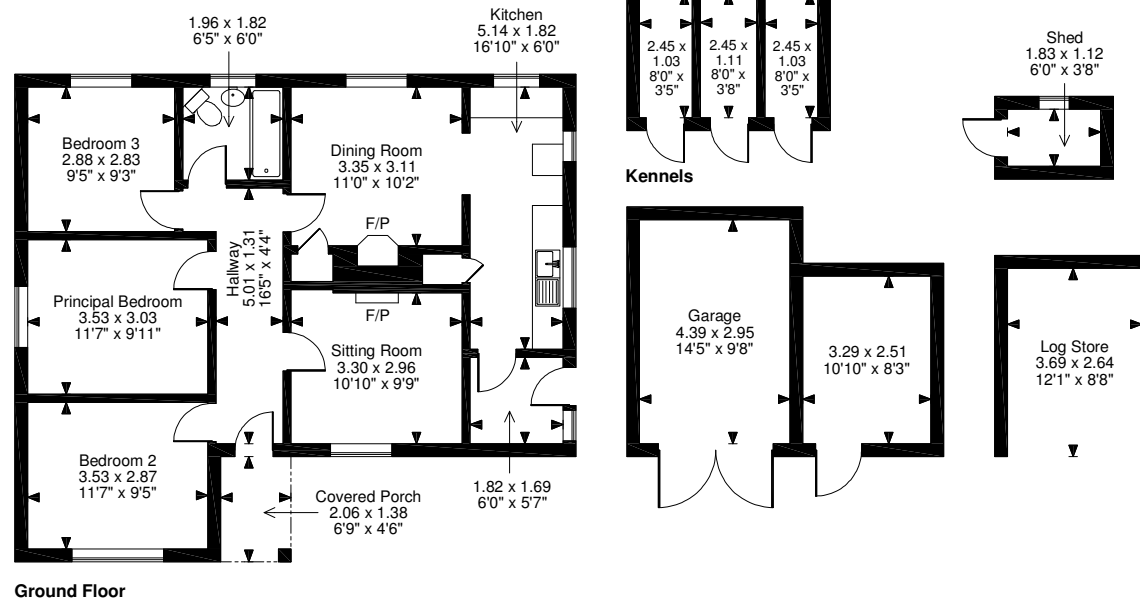 1.96 x 1.82
6'5" x 6'0"
Kitchen
5.14 x 1.82
16'10" x 6'0"
Bedroom 3
2.88 x 2.83
9'5" x 9'3"
Dining Room
3.35 x 3.11
11'0" x 10'2"
F/P
Hallway
5.01 x 1.31
16'5" x 4'4"
Principal Bedroom
3.53 x 3.03
11'7" x 9'11"
F/P
Sitting Room
3.30 x 2.96
10'10" x 9'9"
Bedroom 2
3.53 x 2.87
11'7" x 9'5"
Covered Porch
2.06 x 1.38
6'9" x 4'6"
1.82 x 1.69
6'0" x 5'7"
Ground Floor
2.45 x
1.03
8'0" x
3'5"
2.45 x
1.11
8'0" x
3'8"
2.45 x
1.03
8'0" x
3'5"
Kennels
Shed
1.83 x 1.12
6'0" x 3'8"
Garage
4.39 x 2.95
14'5" x 9'8"
3.29 x 2.51
10'10" x 8'3"
Log Store
3.69 x 2.64
12'1" x 8'8"